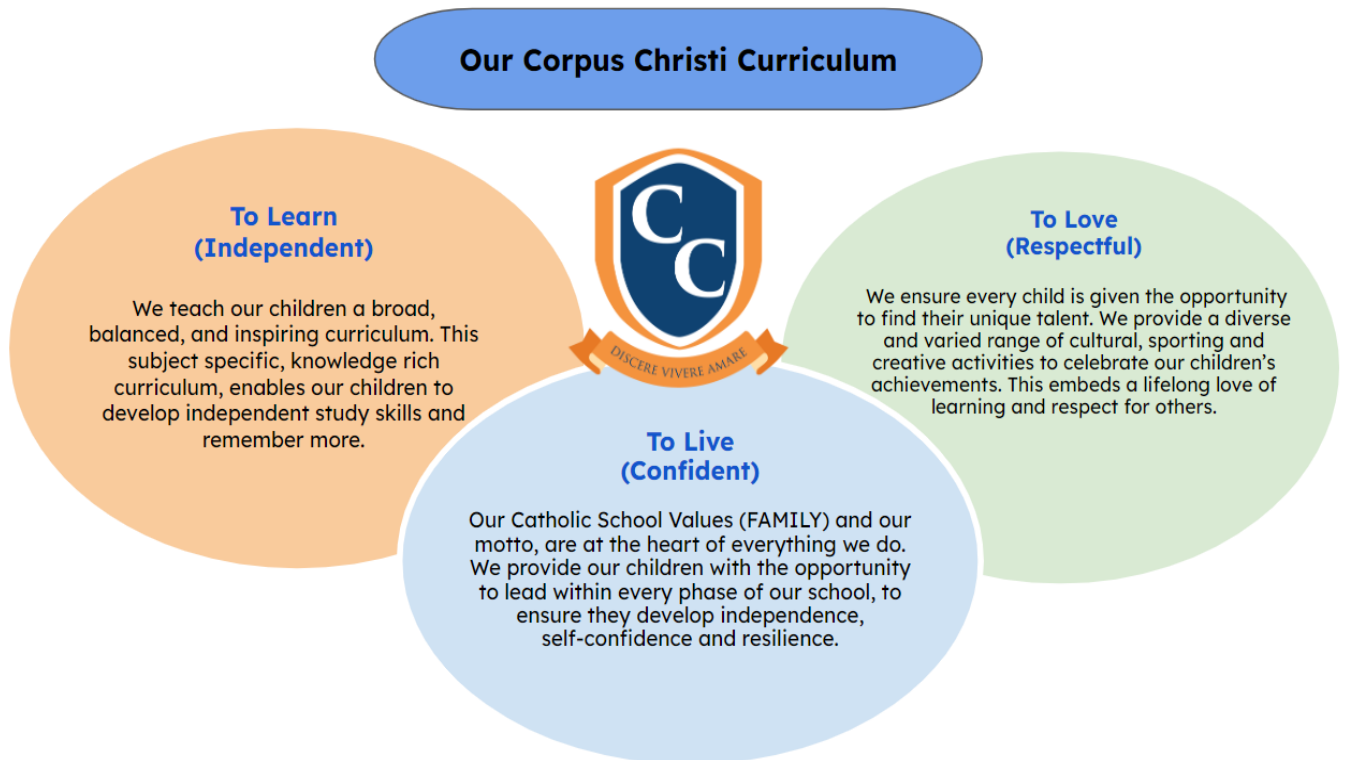 Our Corpus Christi Curriculum
To Learn
(Independent)
We teach our children a broad,
balanced, and inspiring curriculum. This
subject specific, knowledge rich
curriculum, enables our children to
develop independent study skills and
remember more.
C
C
DISCERE VIVERE AMARE
To Love
(Respectful)
We ensure every child is given the opportunity
to find their unique talent. We provide a diverse
and varied range of cultural, sporting and
creative activities to celebrate our children's
achievements. This embeds a lifelong love of
learning and respect for others.
To Live
(Confident)
Our Catholic School Values (FAMILY) and our
motto, are at the heart of everything we do.
We provide our children with the opportunity
to lead within every phase of our school, to
ensure they develop independence,
self-confidence and resilience.